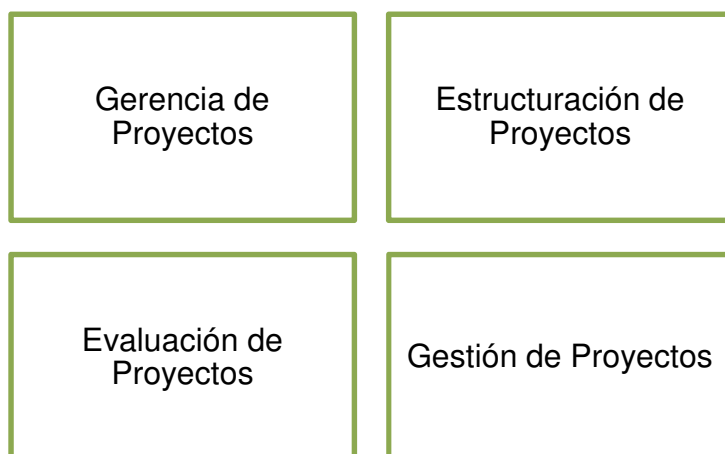 Gerencia de
Proyectos
Estructuración de
Proyectos
Evaluación de
Proyectos
Gestión de Proyectos